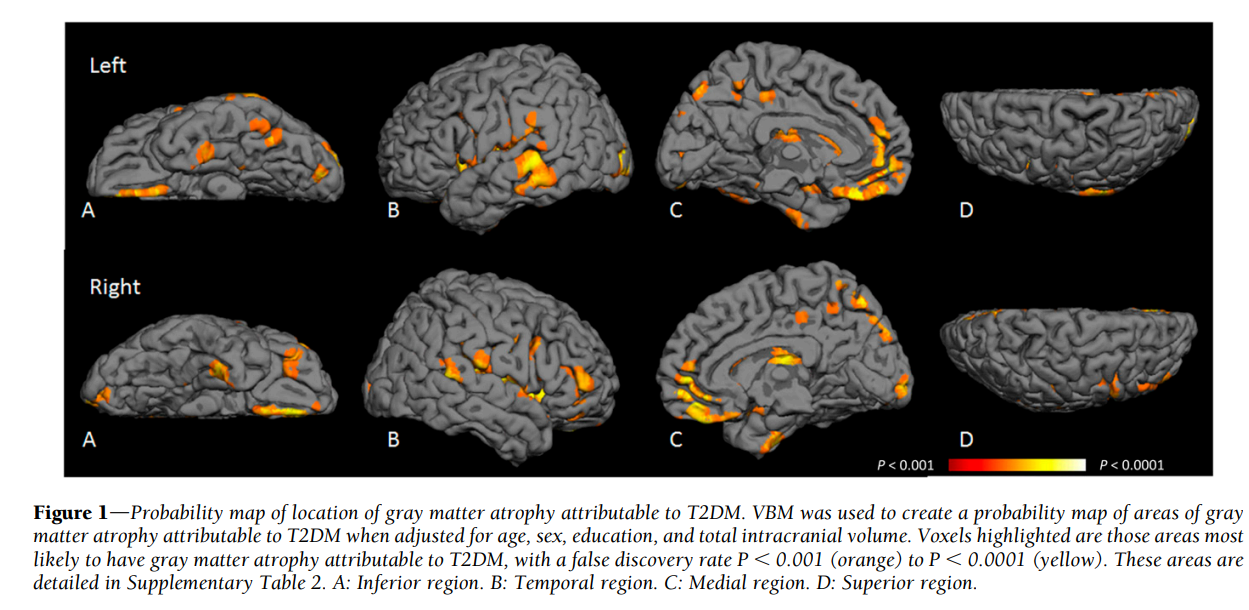 Left
A
B
C
D
Right
A
B
C
D
P < 0.001
P < 0.0001
Figure 1—Probability map of location of gray matter atrophy attributable to T2DM. VBM was used to create a probability map of areas of gray
matter atrophy attributable to T2DM when adjusted for age, sex, education, and total intracranial volume. Voxels highlighted are those areas most
likely to have gray matter atrophy attributable to T2DM, with a false discovery rate P < 0.001 (orange) to P < 0.0001 (yellow). These areas are
detailed in Supplementary Table 2. A: Inferior region. B: Temporal region. C: Medial region. D: Superior region.